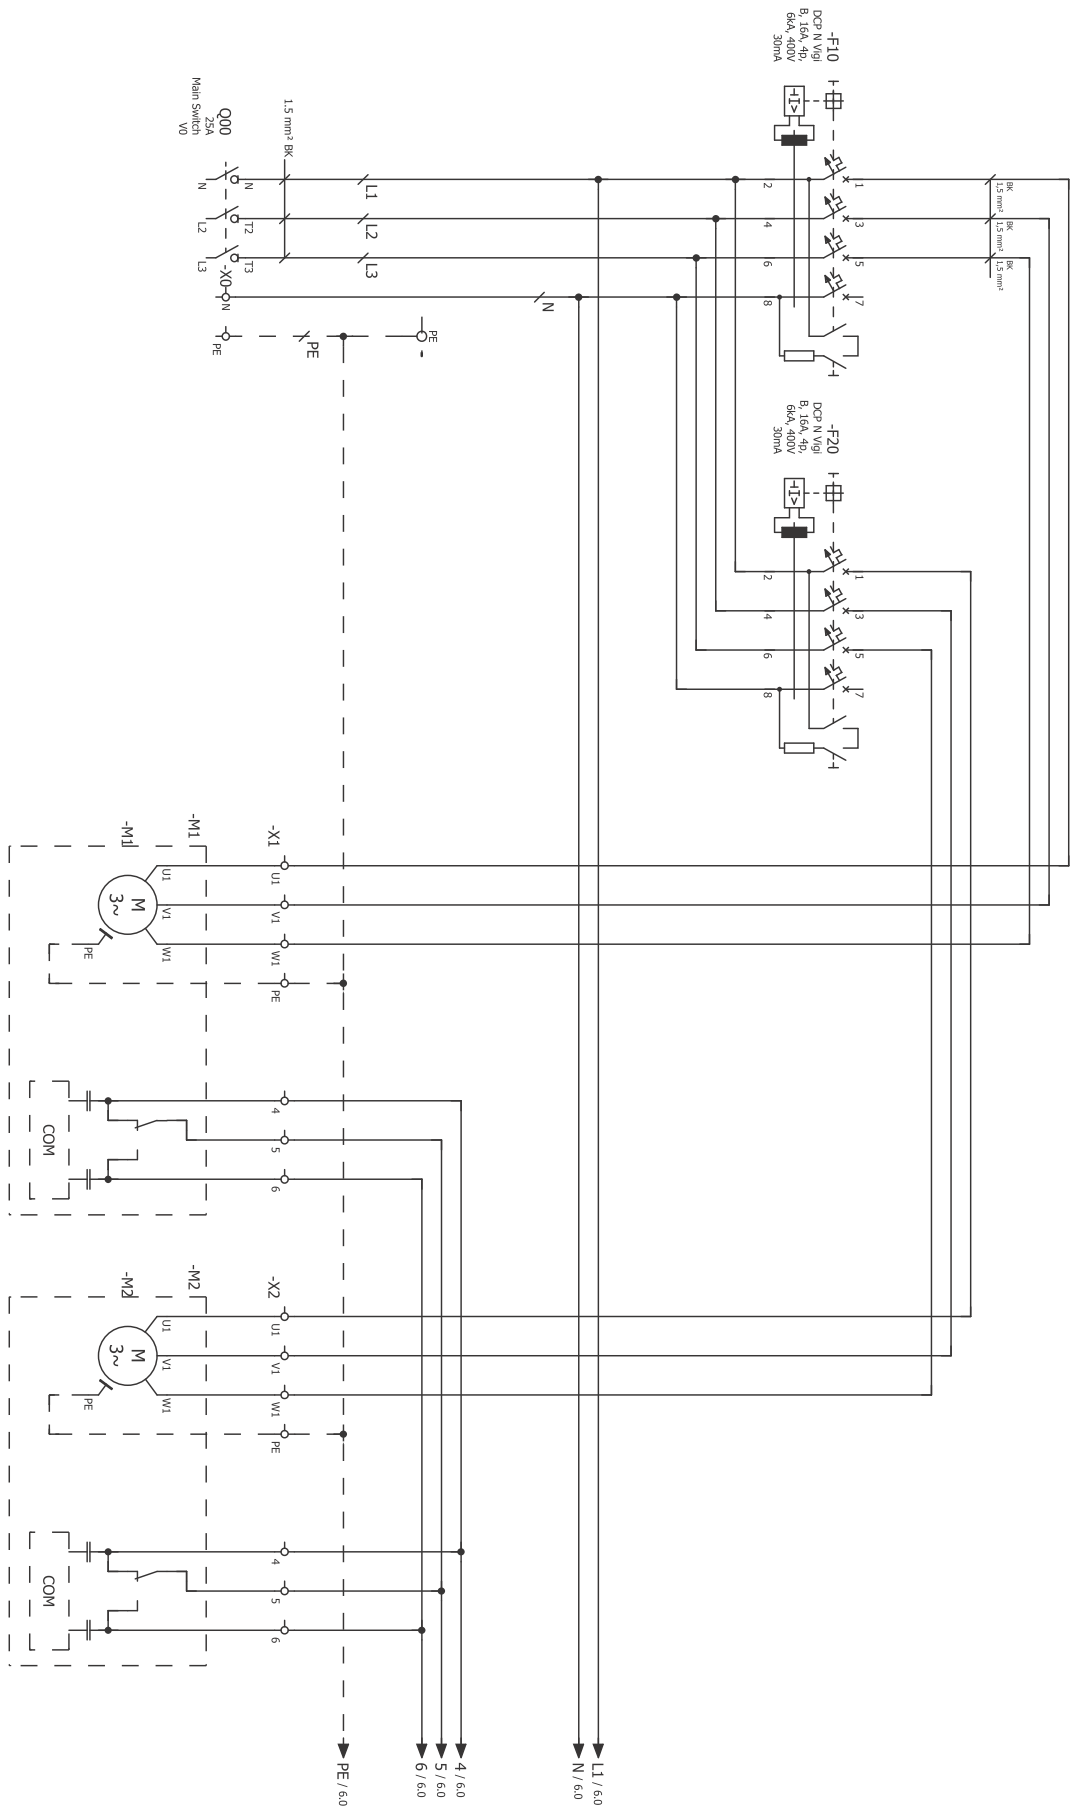 BK
1,5 mm²
BK
1,5 mm²
BK
1,5 mm²
-F10
DCP N Vigi
B, 16A, 4p,
6kA, 400V
30mA
1 3 5 7
2 4 6 8
-F20
DCP N Vigi
B, 16A, 4p,
6kA, 400V
30mA
1 3 5 7
2 4 6 8
L1 / 6.0
N / 6.0
N
4 / 6.0
5 / 6.0
6 / 6.0
PE
L1 L2 L3
PE
PE / 6.0
1.5 mm² BK
Q00
25A
Main Switch
V0
N T2 T3
N L2 L3
-X0
N
PE
-X1
U1 V1 W1 PE
4 5 6
-X2
U1 V1 W1 PE
4 5 6
-M1
-M1
U1 V1 W1
M
3~
PE
COM
-M2
-M2
U1 V1 W1
M
3~
PE
COM